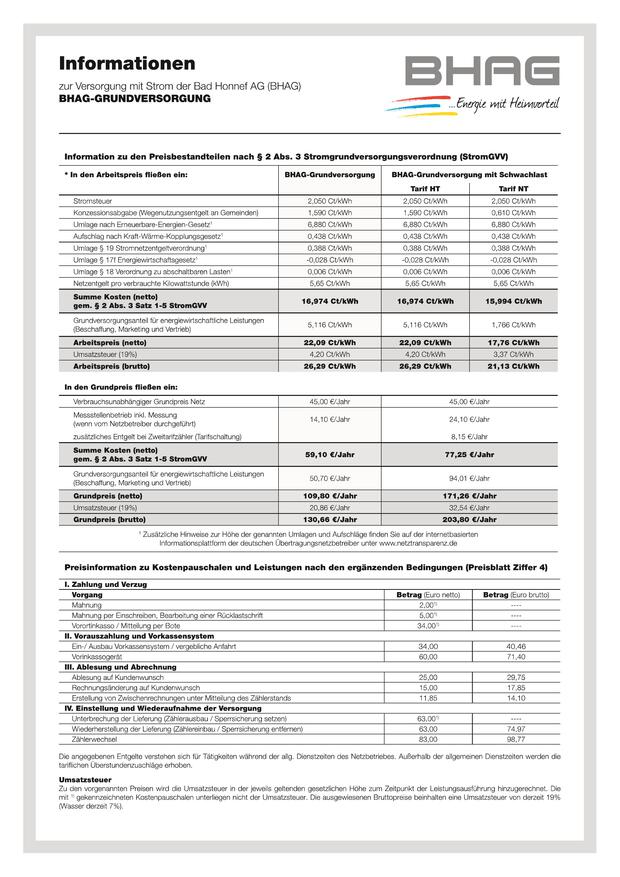 Informationen
zur Versorgung mit Strom der Bad Honnef AG (BHAG)
BHAG-GRUNDVERSORGUNG
BHAG
...Energie mit Heimvorteil
Information zu den Preisbestandteilen nach § 2 Abs. 3 Stromgrundversorgungsverordnung (StromGVV)
* In den Arbeitspreis fließen ein: BHAG-Grundversorgung BHAG-Grundversorgung mit Schwachlast
Tarif HT Tarif NT
Stromsteuer 2,050 Ct/kWh 2,050 Ct/kWh 2,050 Ct/kWh
Konzessionsabgabe (Wegenutzungsentgelt an Gemeinden) 1,590 Ct/kWh 1,590 Ct/kWh 0,610 Ct/kWh
Umlage nach Erneuerbare-Energien-Gesetz¹ 6,880 Ct/kWh 6,880 Ct/kWh 6,880 Ct/kWh
Aufschlag nach Kraft-Wärme-Kopplungsgesetz¹ 0,438 Ct/kWh 0,438 Ct/kWh 0,438 Ct/kWh
Umlage § 19 Stromnetzentgeltverordnung¹ 0,388 Ct/kWh 0,388 Ct/kWh 0,388 Ct/kWh
Umlage § 17f Energiewirtschaftsgesetz¹ -0,028 Ct/kWh -0,028 Ct/kWh -0,028 Ct/kWh
Umlage § 18 Verordnung zu abschaltbaren Lasten¹ 0,006 Ct/kWh 0,006 Ct/kWh 0,006 Ct/kWh
Netzentgelt pro verbrauchte Kilowattstunde (kWh) 5,65 Ct/kWh 5,65 Ct/kWh 5,65 Ct/kWh
Summe Kosten (netto)
gem. § 2 Abs. 3 Satz 1-5 StromGVV 16,974 Ct/kWh 16,974 Ct/kWh 15,994 Ct/kWh
Grundversorgungsanteil für energiewirtschaftliche Leistungen
(Beschaffung, Marketing und Vertrieb) 5,116 Ct/kWh 5,116 Ct/kWh 1,766 Ct/kWh
Arbeitspreis (netto) 22,09 Ct/kWh 22,09 Ct/kWh 17,76 Ct/kWh
Umsatzsteuer (19%) 4,20 Ct/kWh 4,20 Ct/kWh 3,37 Ct/kWh
Arbeitspreis (brutto) 26,29 Ct/kWh 26,29 Ct/kWh 21,13 Ct/kWh
In den Grundpreis fließen ein:
Verbrauchsunabhängiger Grundpreis Netz 45,00 €/Jahr 45,00 €/Jahr
Messstellenbetrieb inkl. Messung
(wenn vom Netzbetreiber durchgeführt) 14,10 €/Jahr 24,10 €/Jahr
zusätzliches Entgelt bei Zweitarifzähler (Tarifschaltung) 8,15 €/Jahr
Summe Kosten (netto)
gem. § 2 Abs. 3 Satz 1-5 StromGVV 59,10 €/Jahr 77,25 €/Jahr
Grundversorgungsanteil für energiewirtschaftliche Leistungen
(Beschaffung, Marketing und Vertrieb) 50,70 €/Jahr 94,01 €/Jahr
Grundpreis (netto) 109,80 €/Jahr 171,26 €/Jahr
Umsatzsteuer (19%) 20,86 €/Jahr 32,54 €/Jahr
Grundpreis (brutto) 130,66 €/Jahr 203,80 €/Jahr
¹ Zusätzliche Hinweise zur Höhe der genannten Umlagen und Aufschläge finden Sie auf der internetbasierten
Informationsplattform der deutschen Übertragungsnetzbetreiber unter www.netztransparenz.de
Preisinformation zu Kostenpauschalen und Leistungen nach den ergänzenden Bedingungen (Preisblatt Ziffer 4)
I. Zahlung und Verzug
Vorgang Betrag (Euro netto) Betrag (Euro brutto)
Mahnung 2,00¹⁾ ----
Mahnung per Einschreiben, Bearbeitung einer Rücklastschrift 5,00¹⁾ ----
Vorortinkasso / Mitteilung per Bote 34,00¹⁾ ----
II. Vorauszahlung und Vorkassensystem
Ein-/ Ausbau Vorkassensystem / vergebliche Anfahrt 34,00 40,46
Vorinkassogerät 60,00 71,40
III. Ablesung und Abrechnung
Ablesung auf Kundenwunsch 25,00 29,75
Rechnungsänderung auf Kundenwunsch 15,00 17,85
Erstellung von Zwischenrechnungen unter Mitteilung des Zählerstands 11,85 14,10
IV. Einstellung und Wiederaufnahme der Versorgung
Unterbrechung der Lieferung (Zählerausbau / Sperrsicherung setzen) 63,00¹⁾ ----
Wiederherstellung der Lieferung (Zählereinbau / Sperrsicherung entfernen) 63,00 74,97
Zählerwechsel 83,00 98,77
Die angegebenen Entgelte verstehen sich für Tätigkeiten während der allg. Dienstzeiten des Netzbetriebes. Außerhalb der allgemeinen Dienstzeiten werden die
tariflichen Überstundenzuschläge erhoben.
Umsatzsteuer
Zu den vorgenannten Preisen wird die Umsatzsteuer in der jeweils geltenden gesetzlichen Höhe zum Zeitpunkt der Leistungsausführung hinzugerechnet. Die
mit ¹⁾ gekennzeichneten Kostenpauschalen unterliegen nicht der Umsatzsteuer. Die ausgewiesenen Bruttopreise beinhalten eine Umsatzsteuer von derzeit 19%
(Wasser derzeit 7%).